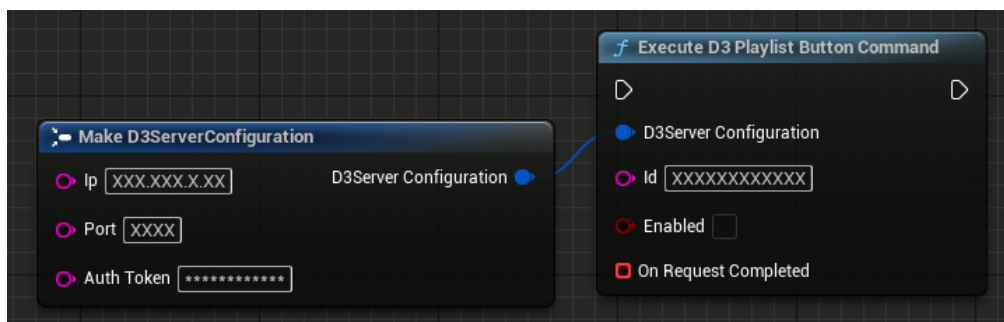 Execute D3 Playlist Button Command
Make D3ServerConfiguration
D3Server Configuration
Ip XXX.XXX.X.XX
D3Server Configuration
Id XXXXXXXXXXXX
Port XXXX
Enabled
Auth Token ************
On Request Completed